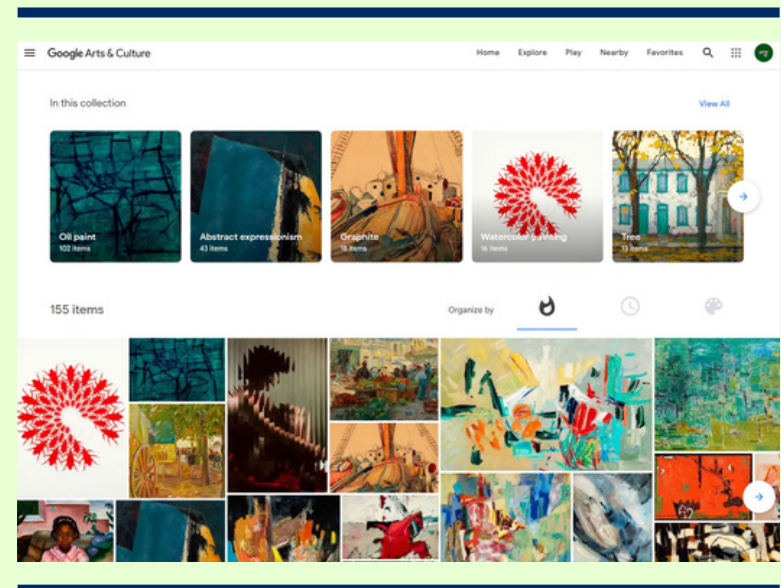 Google Arts & Culture Home Explore Play Nearby Favorites
In this collection View All
Oil paint Abstract expressionism Graphite Watercolor painting Tree
102 items 43 items 18 items 16 items 13 items
155 items Organize by